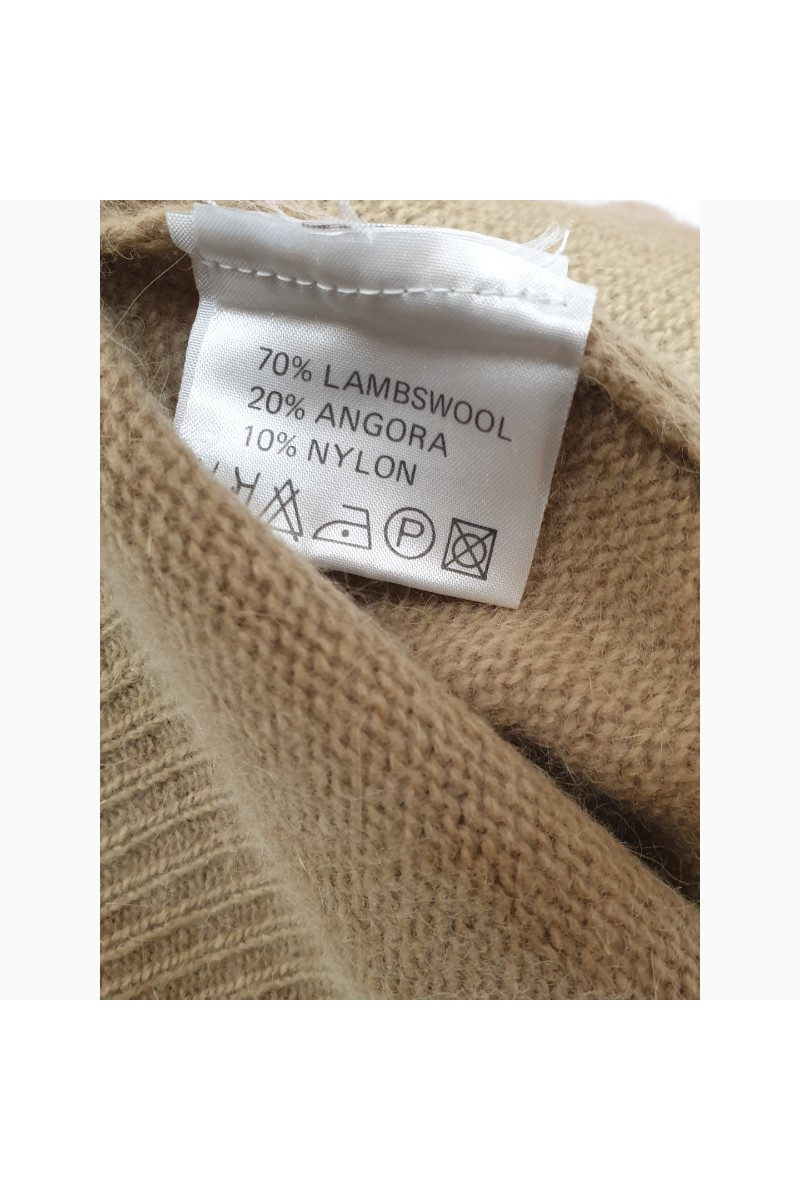 70% LAMBSWOOL
20% ANGORA
10% NYLON
P